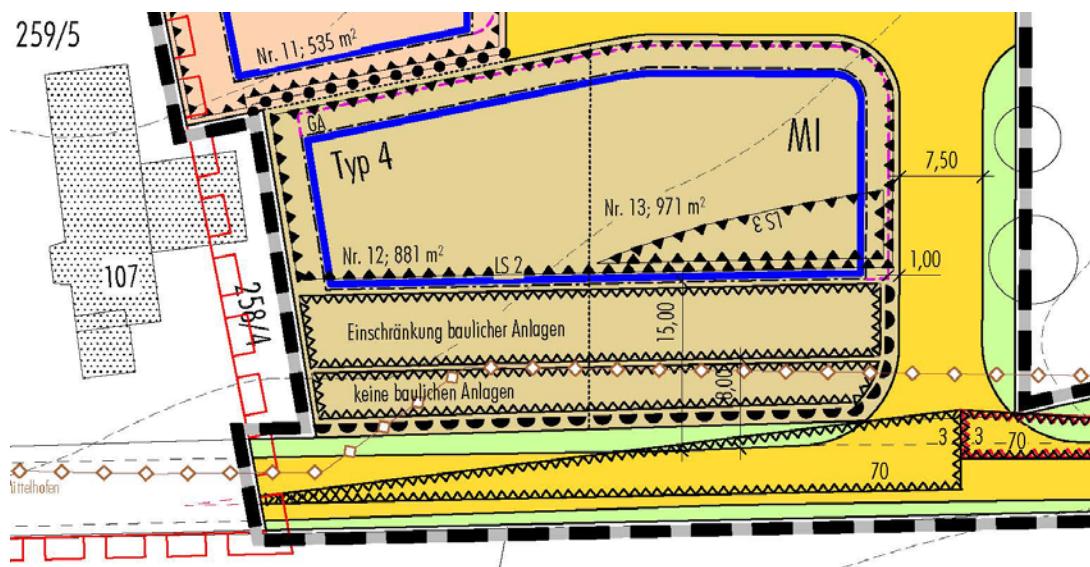 259/5
Nr. 11; 535 m²
GA
Typ 4
MI
7,50
Nr. 13; 971 m²
LS 3
Nr. 12; 881 m²
LS 2
1,00
107
258/4
Einschränkung baulicher Anlagen
15,00
keine baulichen Anlagen
8,00
3
3
70
70